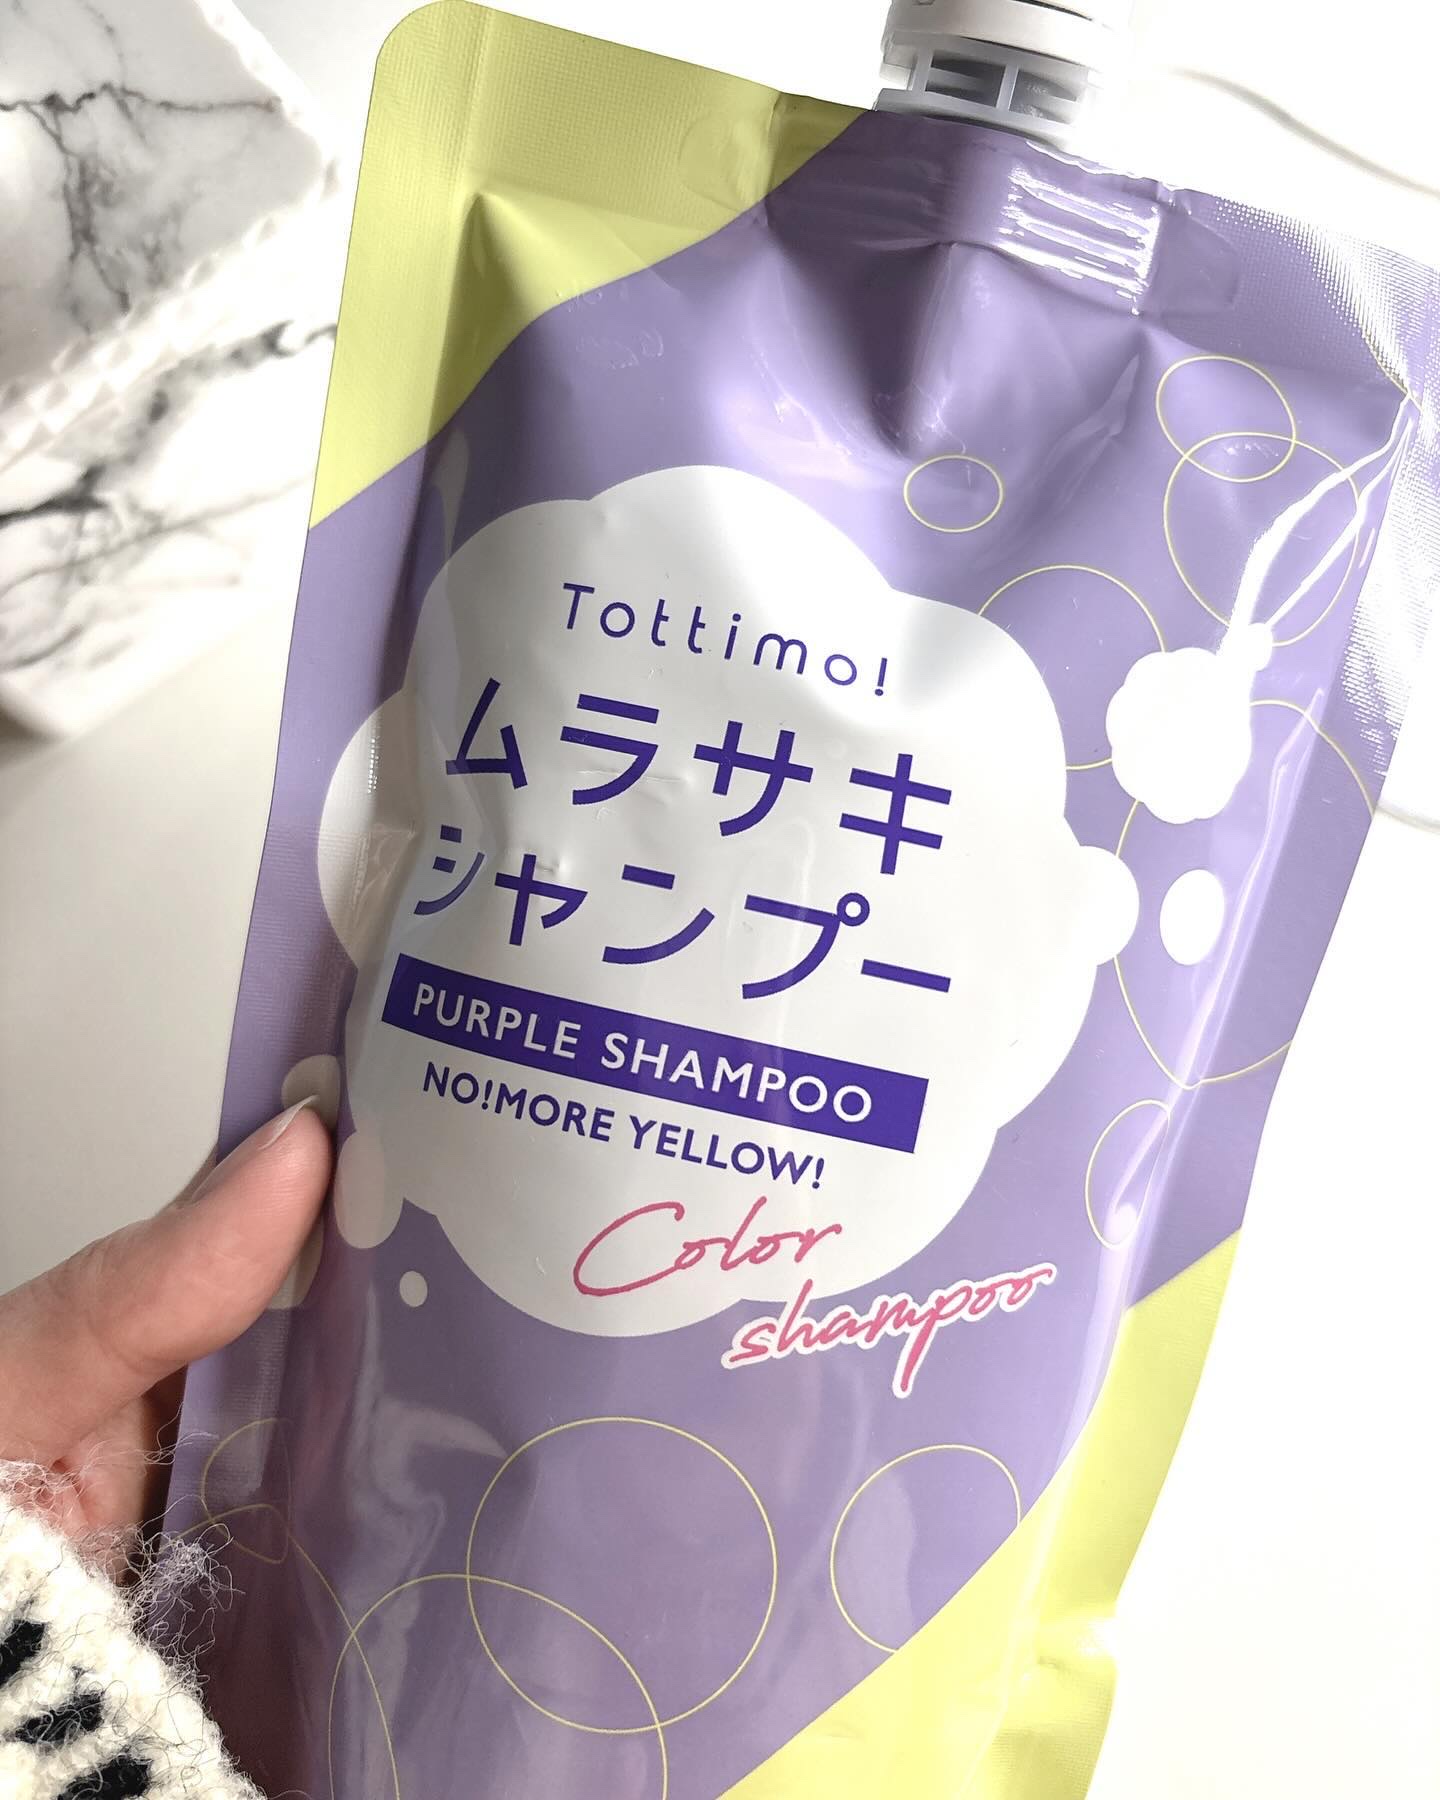 Tottimo!
ムラサキ
シャンプー
PURPLE SHAMPOO
NO!MORE YELLOW!
Color
shampoo